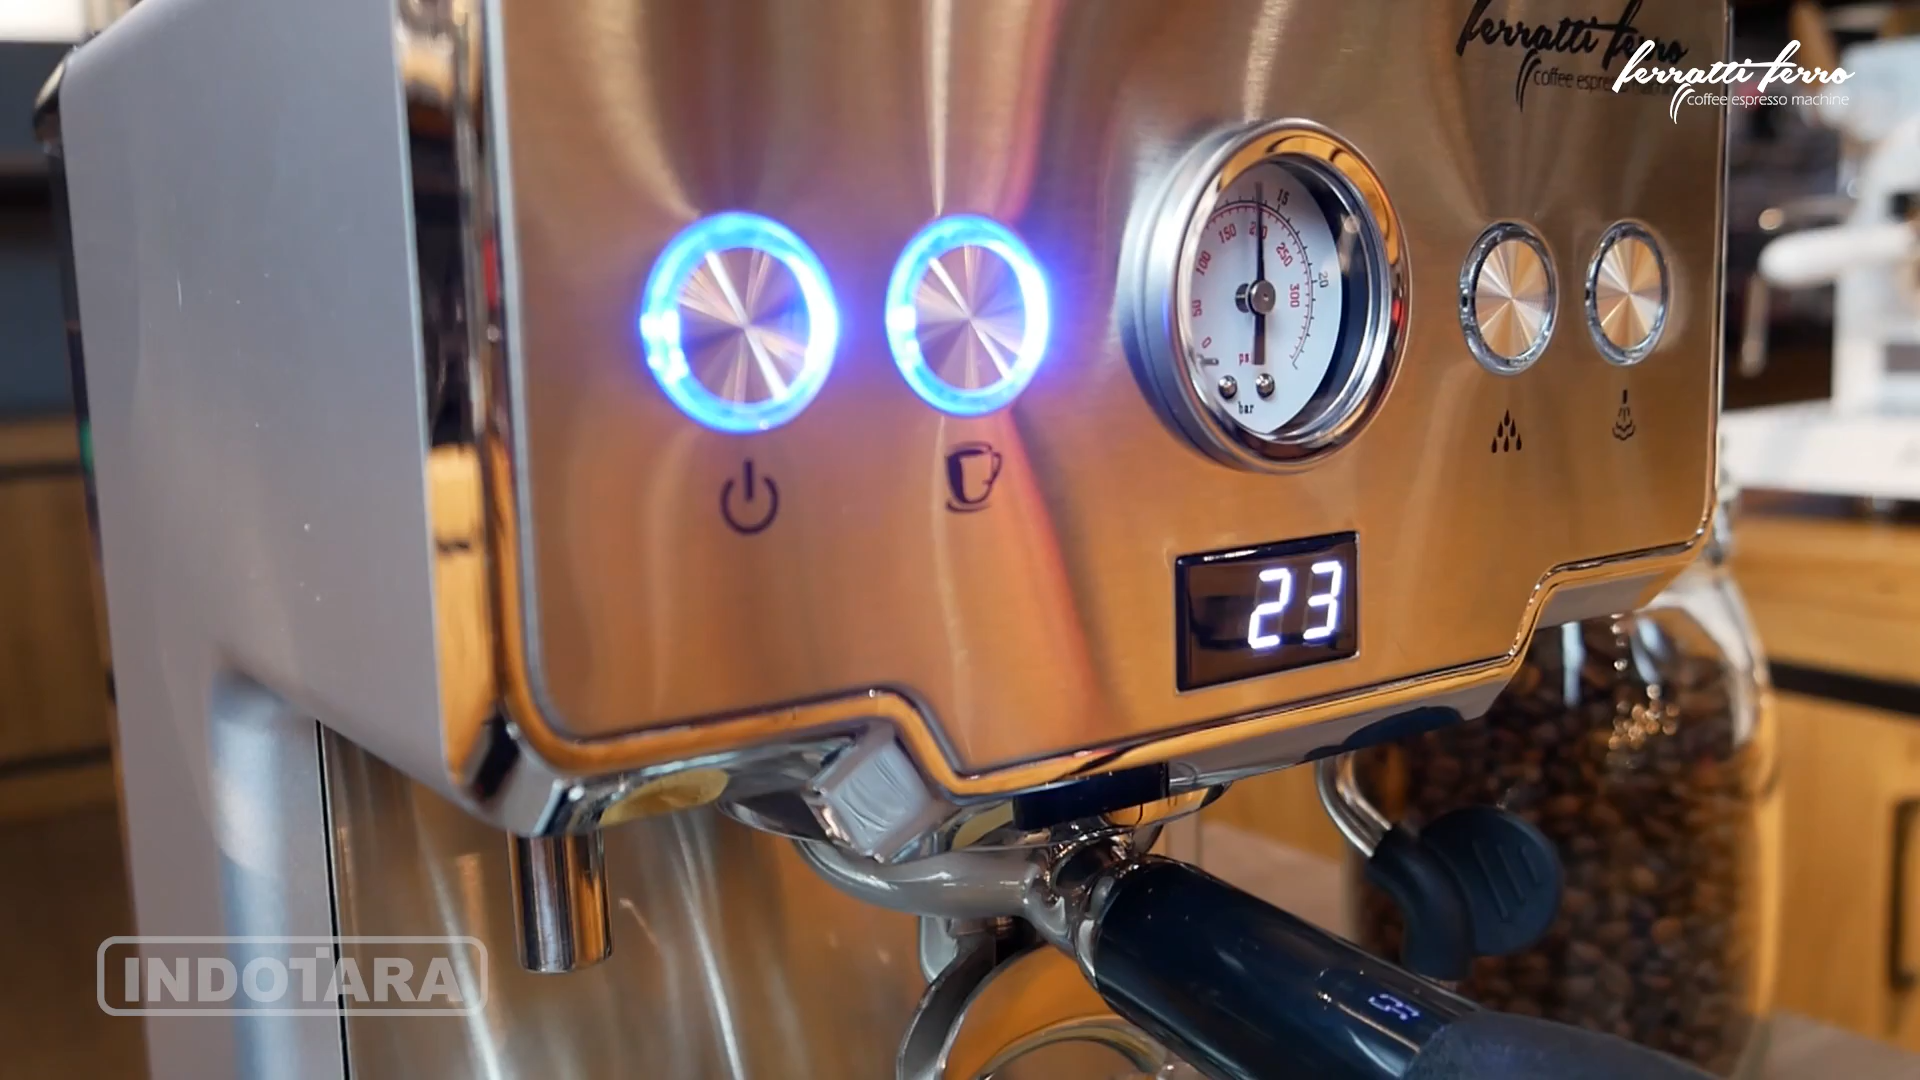 ferratti ferro
coffee espresso machine
ferratti ferro
coffee espre
15
150
250
100
20
50
300
0
psi
bar
23
INDOTARA